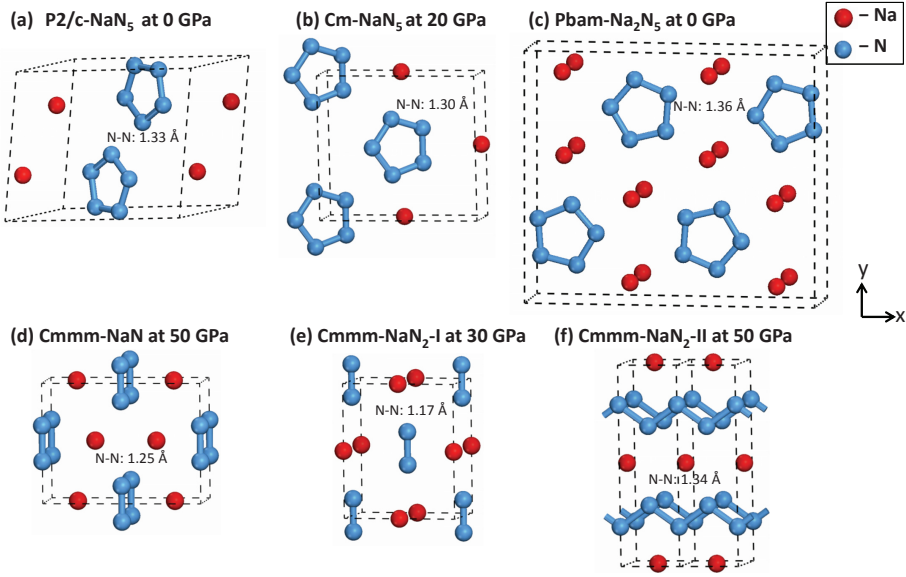 (a) P2/c-NaN₅ at 0 GPa
(b) Cm-NaN₅ at 20 GPa
(c) Pbam-Na₂N₅ at 0 GPa
– Na
– N
N-N: 1.33 Å
N-N: 1.30 Å
N-N: 1.36 Å
y
x
(d) Cmmm-NaN at 50 GPa
(e) Cmmm-NaN₂-I at 30 GPa
(f) Cmmm-NaN₂-II at 50 GPa
N-N: 1.25 Å
N-N: 1.17 Å
N-N: 1.34 Å